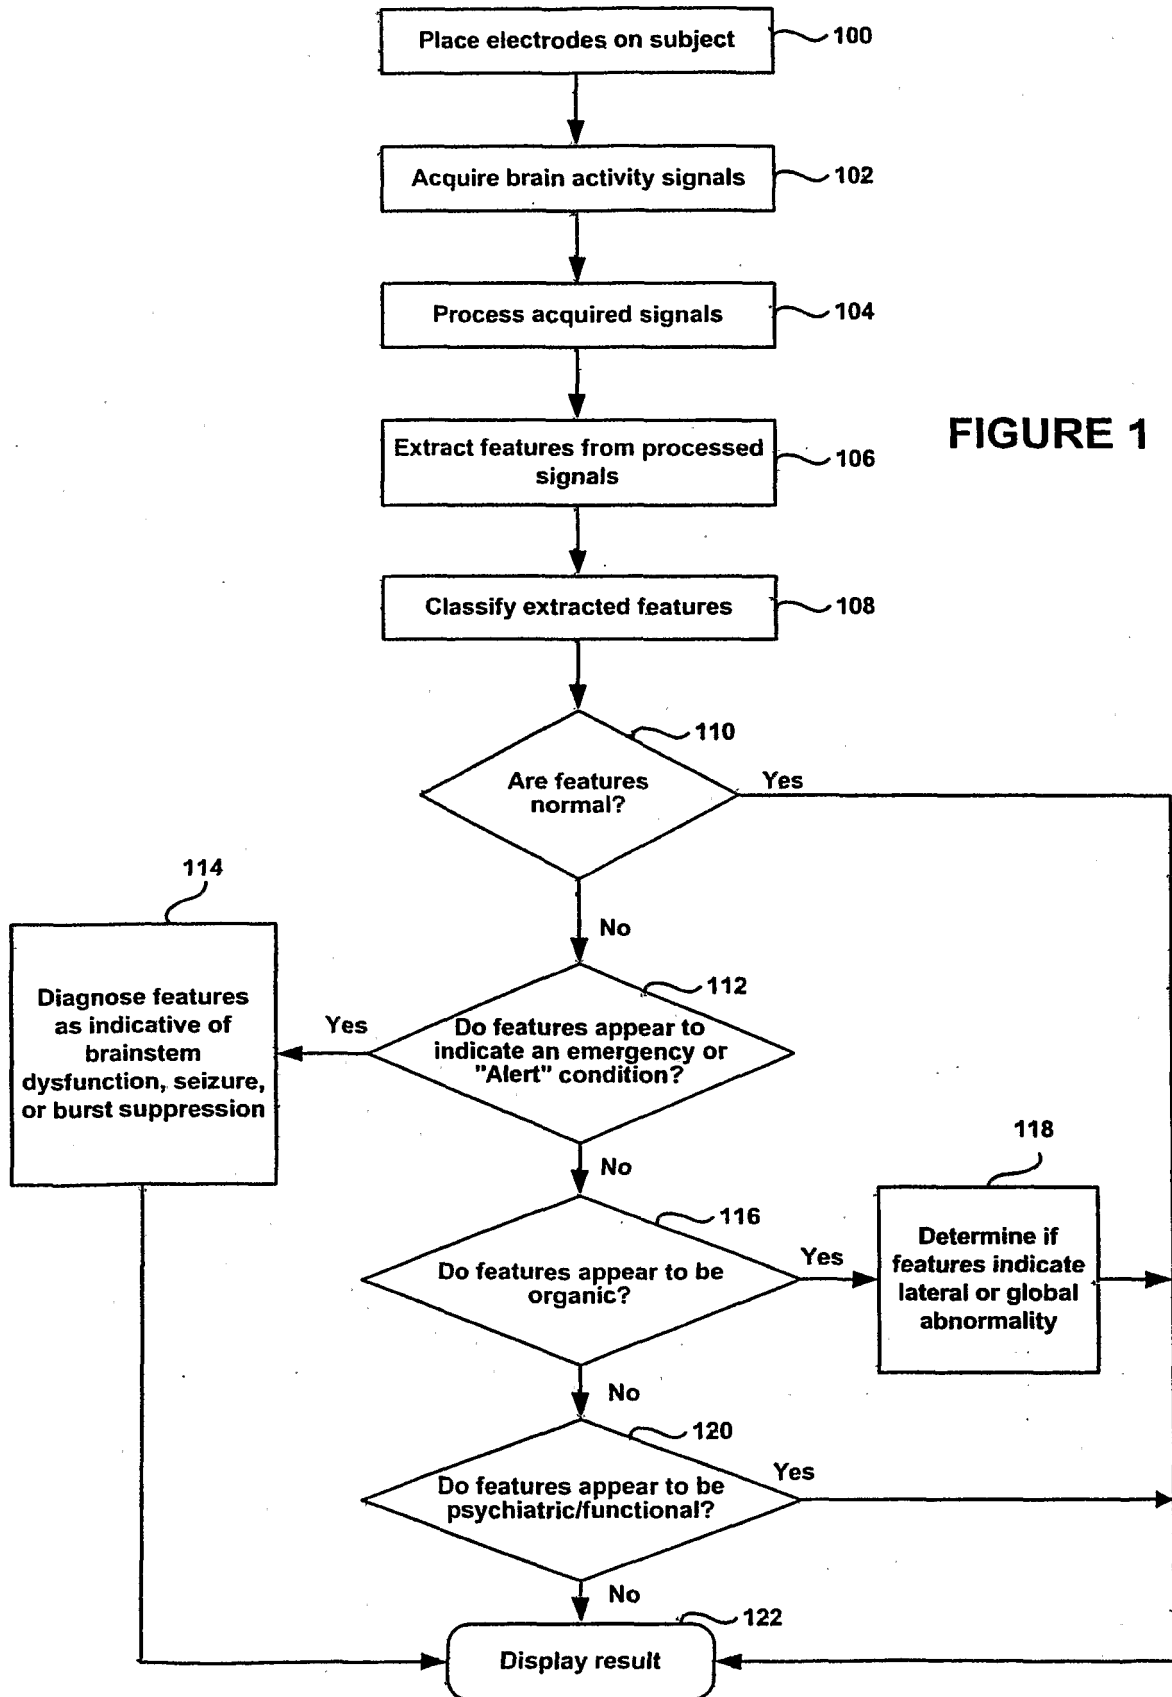 Place electrodes on subject
100
Acquire brain activity signals
102
Process acquired signals
104
FIGURE 1
Extract features from processed
signals
106
Classify extracted features
108
110
Are features
normal?
Yes
No
114
Diagnose features
as indicative of
brainstem
dysfunction, seizure,
or burst suppression
Yes
112
Do features appear to
indicate an emergency or
"Alert" condition?
No
116
Do features appear to be
organic?
Yes
118
Determine if
features indicate
lateral or global
abnormality
No
120
Do features appear to be
psychiatric/functional?
Yes
No
122
Display result